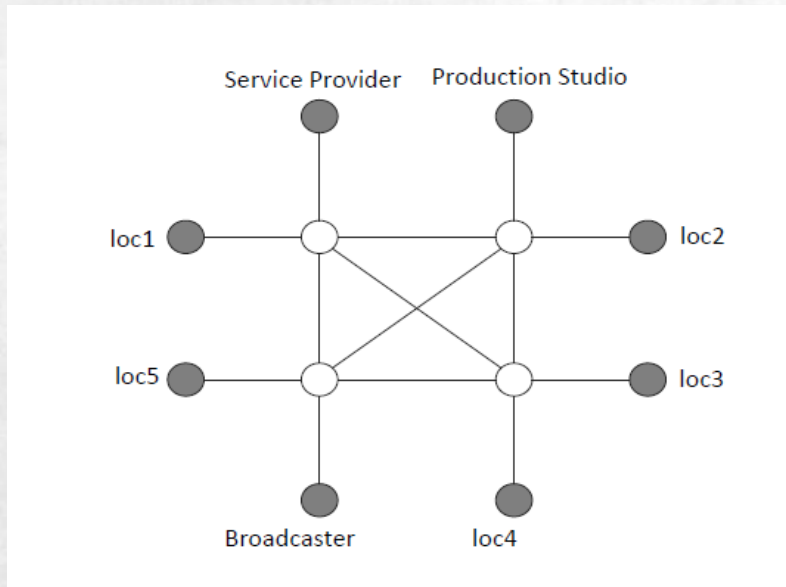 Service Provider
Production Studio
loc1
loc2
loc5
loc3
Broadcaster
loc4